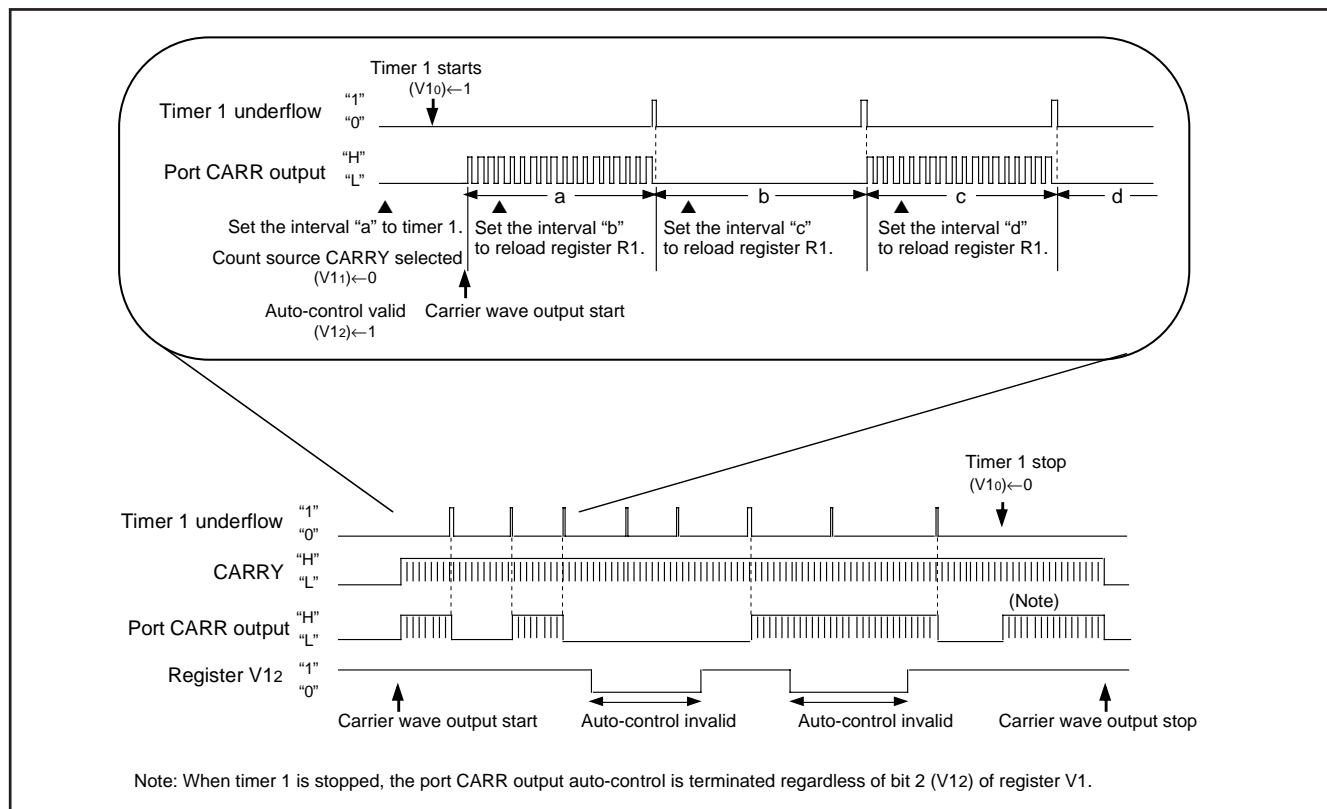 Timer 1 starts
(V10)←1
Timer 1 underflow
“1”
“0”
Port CARR output
“H”
“L”
a
b
c
d
Set the interval “a” to timer 1.
Set the interval “b”
to reload register R1.
Set the interval “c”
to reload register R1.
Set the interval “d”
to reload register R1.
Count source CARRY selected
(V11)←0
Auto-control valid
(V12)←1
Carrier wave output start
Timer 1 stop
(V10)←0
Timer 1 underflow
“1”
“0”
CARRY
“H”
“L”
(Note)
Port CARR output
“H”
“L”
Register V12
“1”
“0”
Carrier wave output start
Auto-control invalid
Auto-control invalid
Carrier wave output stop
Note: When timer 1 is stopped, the port CARR output auto-control is terminated regardless of bit 2 (V12) of register V1.